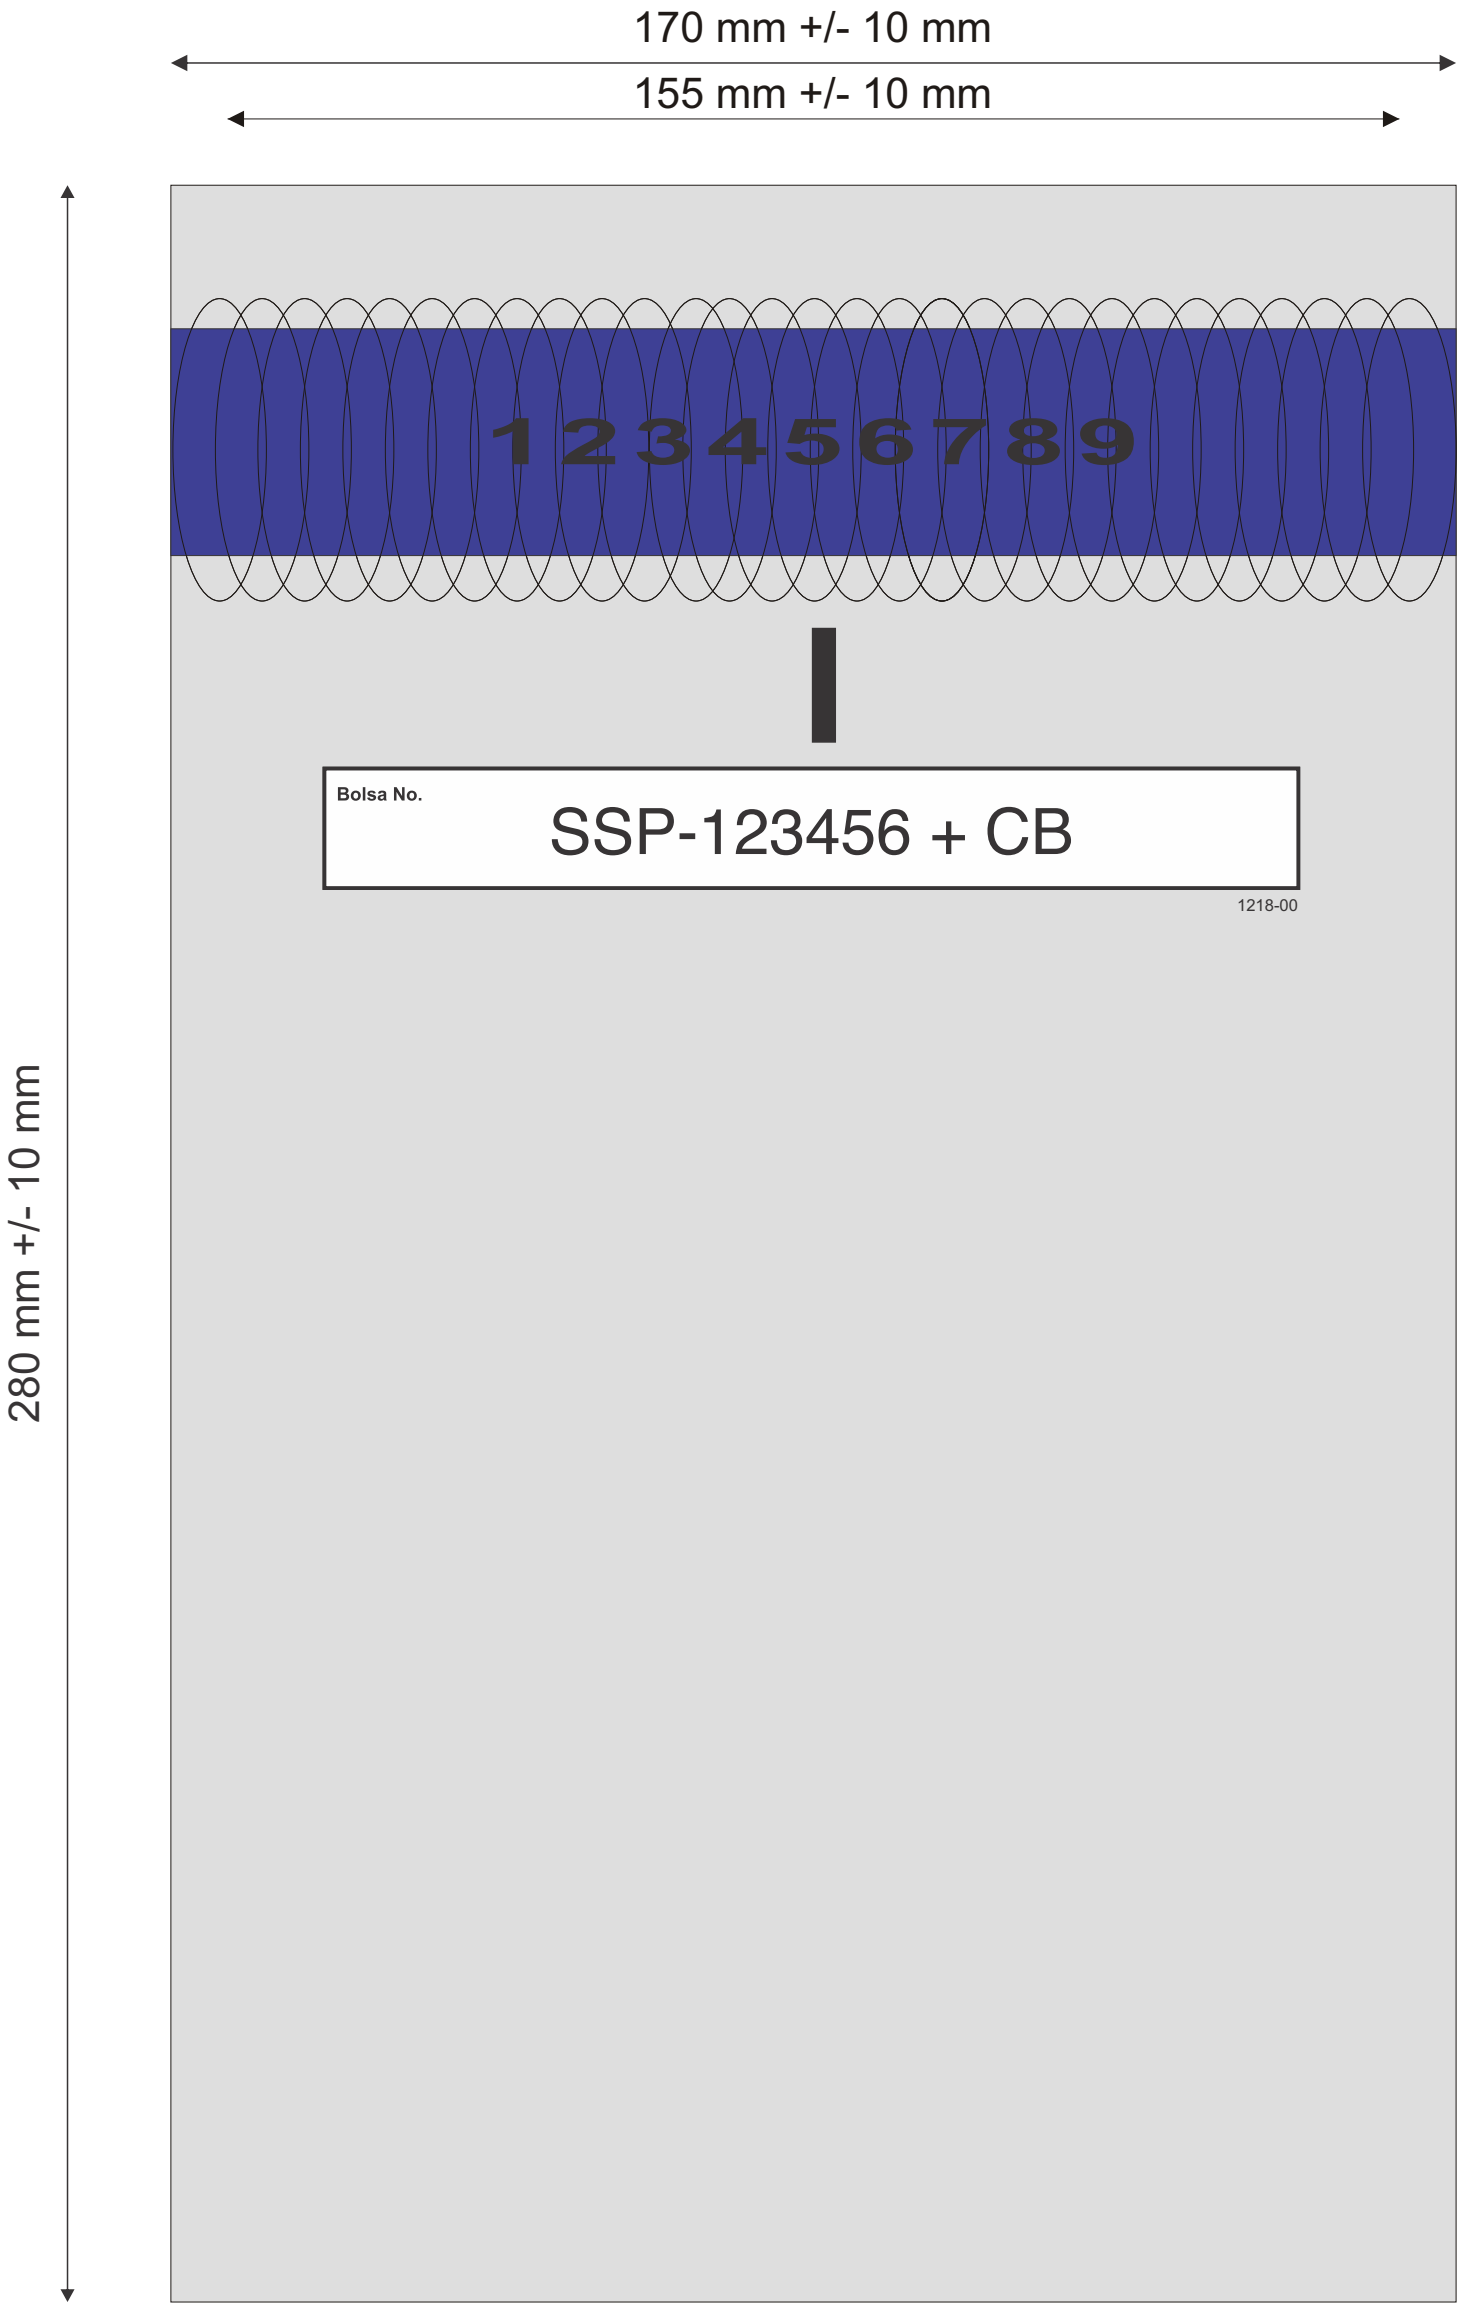 170 mm +/- 10 mm
155 mm +/- 10 mm
123456789
Bolsa No.
SSP-123456 + CB
1218-00
280 mm +/- 10 mm